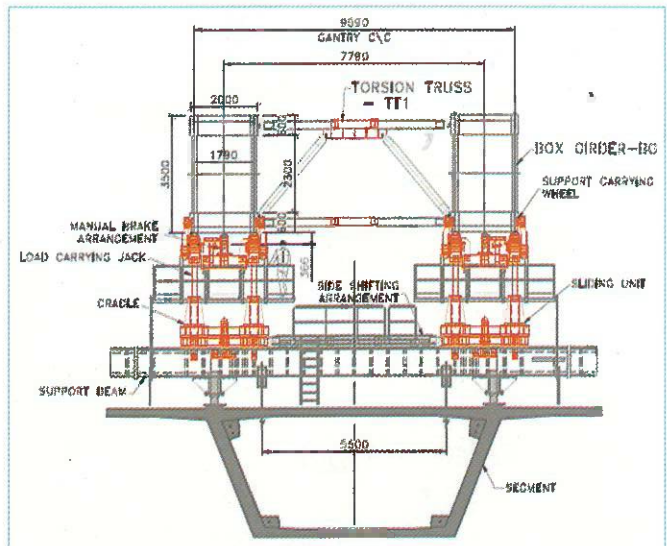 9590
GANTRY C\C
7790
TORSION TRUSS
- TT1
2000
1790
3500
2300
BOX GIRDER-BG
SUPPORT CARRYING
WHEEL
MANUAL BRAKE
ARRANGEMENT
LOAD CARRYING JACK
SIDE SHIFTING
ARRANGEMENT
SLIDING UNIT
CRADLE
SUPPORT BEAM
5500
SEGMENT